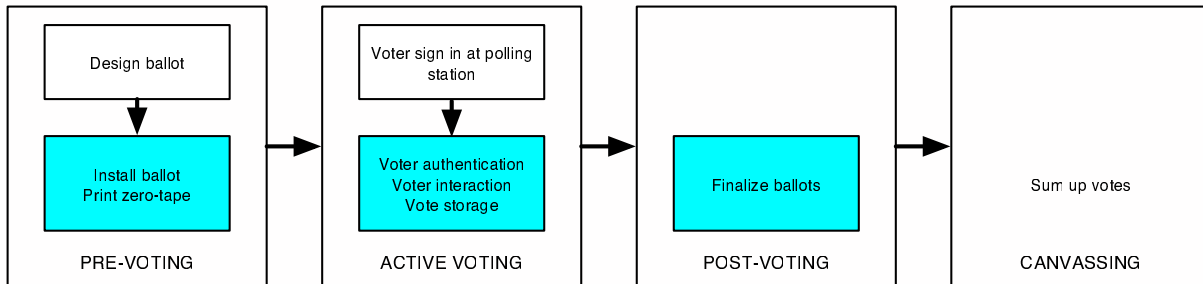 Design ballot
Install ballot
Print zero-tape
PRE-VOTING
Voter sign in at polling
station
Voter authentication
Voter interaction
Vote storage
ACTIVE VOTING
Finalize ballots
POST-VOTING
Sum up votes
CANVASSING